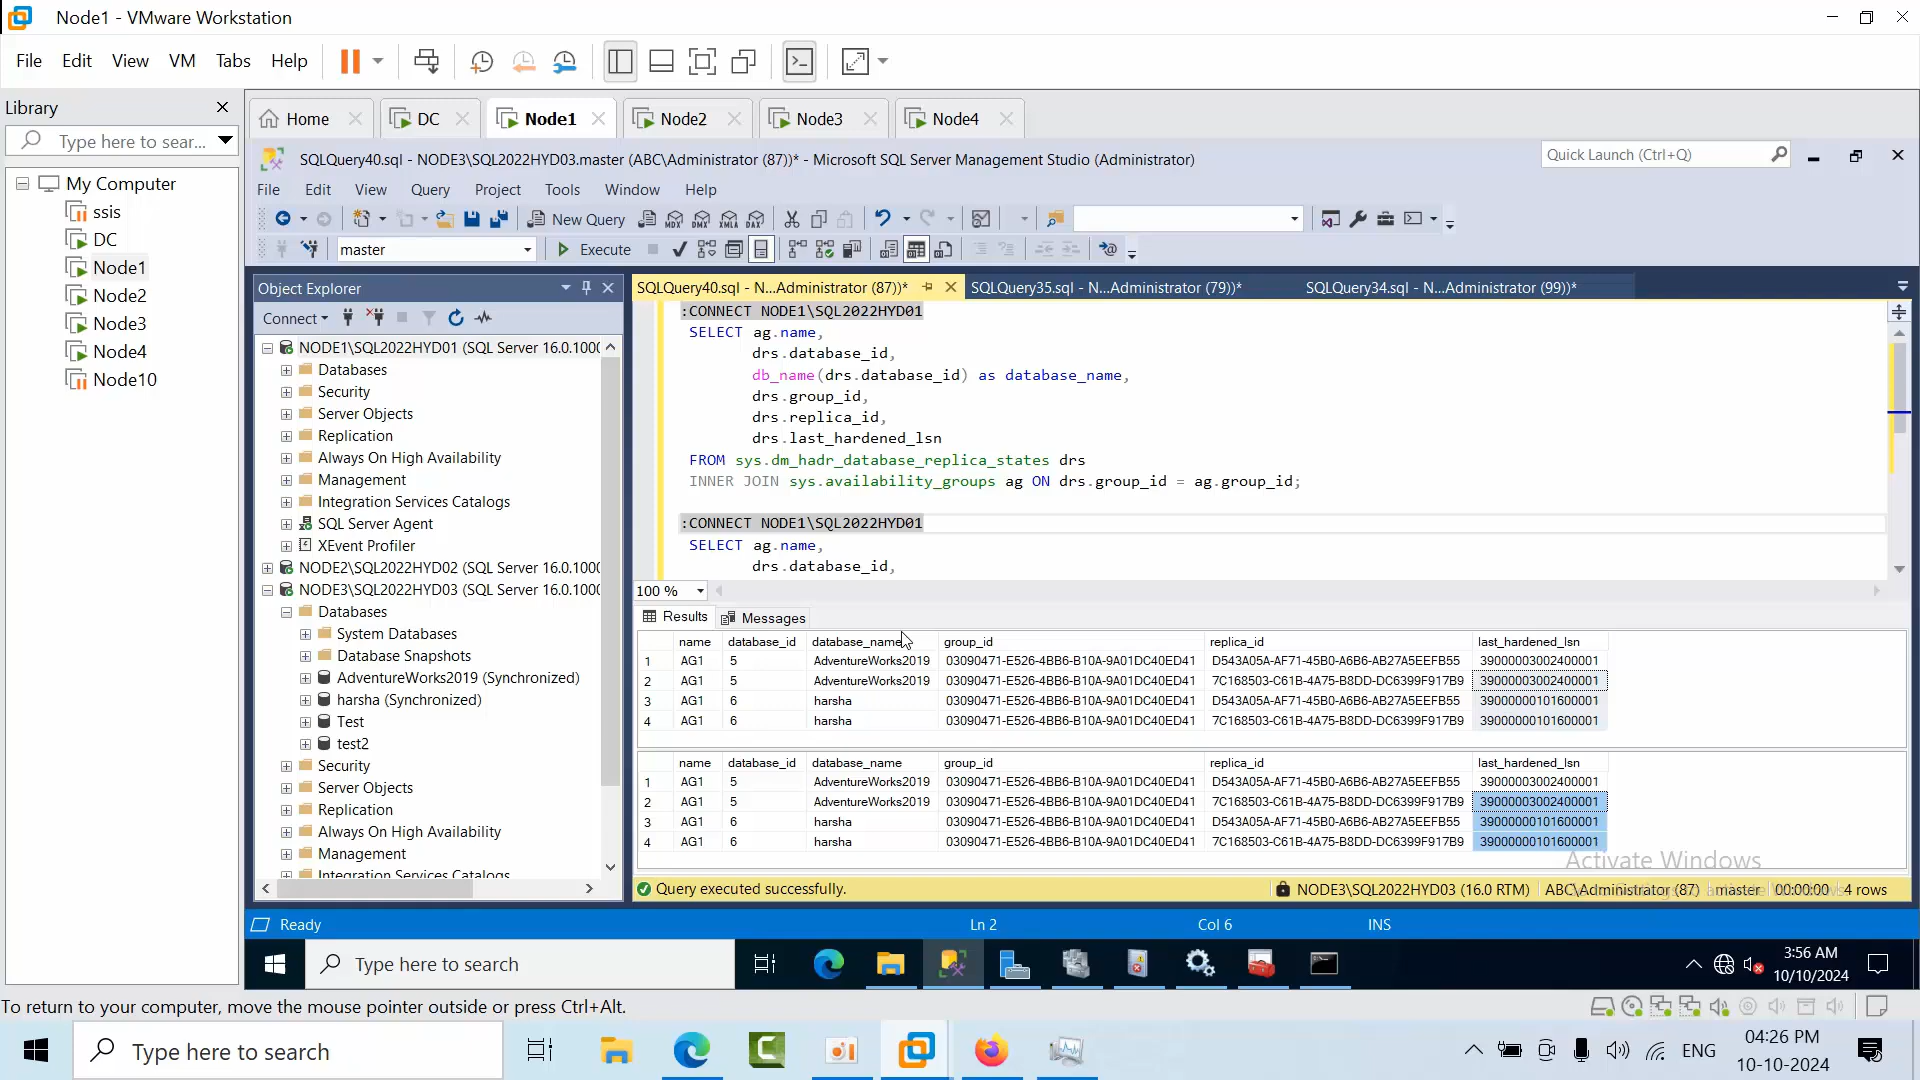 Node1 - VMware Workstation
File Edit View VM Tabs Help
Library
Type here to sear...
My Computer
ssis
DC
Node1
Node2
Node3
Node4
Node10
Home DC Node1 Node2 Node3 Node4
SQLQuery40.sql - NODE3\SQL2022HYD03.master (ABC\Administrator (87))* - Microsoft SQL Server Management Studio (Administrator)
Quick Launch (Ctrl+Q)
File Edit View Query Project Tools Window Help
New Query MDX DMX XMLA DAX
master Execute
Object Explorer
Connect
NODE1\SQL2022HYD01 (SQL Server 16.0.1000
Databases
Security
Server Objects
Replication
Always On High Availability
Management
Integration Services Catalogs
SQL Server Agent
XEvent Profiler
NODE2\SQL2022HYD02 (SQL Server 16.0.1000
NODE3\SQL2022HYD03 (SQL Server 16.0.1000
Databases
System Databases
Database Snapshots
AdventureWorks2019 (Synchronized)
harsha (Synchronized)
Test
test2
Security
Server Objects
Replication
Always On High Availability
Management
Integration Services Catalogs
SQLQuery40.sql - N...Administrator (87))* SQLQuery35.sql - N...Administrator (79))* SQLQuery34.sql - N...Administrator (99))*
:CONNECT NODE1\SQL2022HYD01
SELECT ag.name,
drs.database_id,
db_name(drs.database_id) as database_name,
drs.group_id,
drs.replica_id,
drs.last_hardened_lsn
FROM sys.dm_hadr_database_replica_states drs
INNER JOIN sys.availability_groups ag ON drs.group_id = ag.group_id;
:CONNECT NODE1\SQL2022HYD01
SELECT ag.name,
drs.database_id,
100 %
Results Messages
name database_id database_name group_id replica_id last_hardened_lsn
1 AG1 5 AdventureWorks2019 03090471-E526-4BB6-B10A-9A01DC40ED41 D543A05A-AF71-45B0-A6B6-AB27A5EEFB55 39000003002400001
2 AG1 5 AdventureWorks2019 03090471-E526-4BB6-B10A-9A01DC40ED41 7C168503-C61B-4A75-B8DD-DC6399F917B9 39000003002400001
3 AG1 6 harsha 03090471-E526-4BB6-B10A-9A01DC40ED41 D543A05A-AF71-45B0-A6B6-AB27A5EEFB55 39000000101600001
4 AG1 6 harsha 03090471-E526-4BB6-B10A-9A01DC40ED41 7C168503-C61B-4A75-B8DD-DC6399F917B9 39000000101600001
name database_id database_name group_id replica_id last_hardened_lsn
1 AG1 5 AdventureWorks2019 03090471-E526-4BB6-B10A-9A01DC40ED41 D543A05A-AF71-45B0-A6B6-AB27A5EEFB55 39000003002400001
2 AG1 5 AdventureWorks2019 03090471-E526-4BB6-B10A-9A01DC40ED41 7C168503-C61B-4A75-B8DD-DC6399F917B9 39000003002400001
3 AG1 6 harsha 03090471-E526-4BB6-B10A-9A01DC40ED41 D543A05A-AF71-45B0-A6B6-AB27A5EEFB55 39000000101600001
4 AG1 6 harsha 03090471-E526-4BB6-B10A-9A01DC40ED41 7C168503-C61B-4A75-B8DD-DC6399F917B9 39000000101600001
Activate Windows
Query executed successfully. NODE3\SQL2022HYD03 (16.0 RTM) ABC\Administrator (87) master 00:00:00 4 rows
Ready Ln 2 Col 6 INS
Type here to search
3:56 AM
10/10/2024
To return to your computer, move the mouse pointer outside or press Ctrl+Alt.
Type here to search
ENG
04:26 PM
10-10-2024